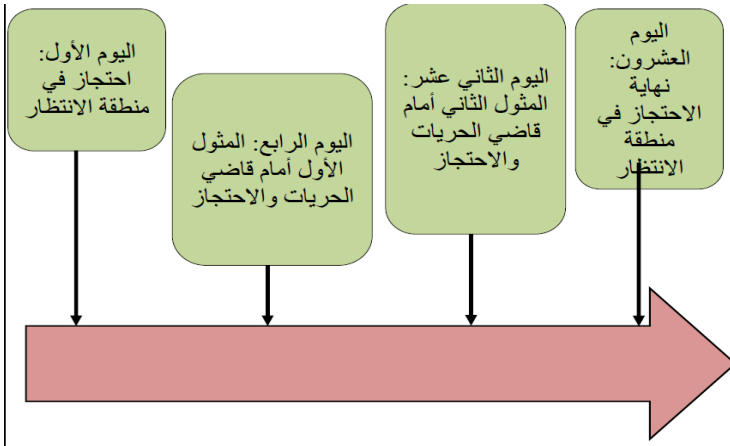 اليوم الأول:
احتجاز في
منطقة الانتظار
اليوم الرابع: المثول
الأول أمام قاضي
الحريات والاحتجاز
اليوم الثاني عشر:
المثول الثاني أمام
قاضي الحريات
والاحتجاز
اليوم
العشرون:
نهاية
الاحتجاز في
منطقة
الانتظار